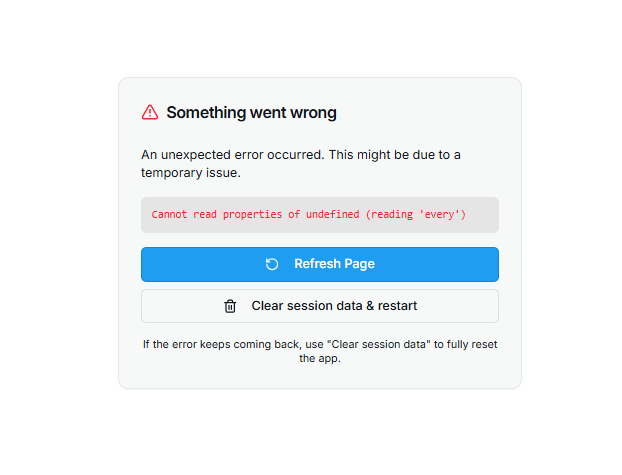 Something went wrong
An unexpected error occurred. This might be due to a
temporary issue.
Cannot read properties of undefined (reading 'every')
Refresh Page
Clear session data & restart
If the error keeps coming back, use "Clear session data" to fully reset
the app.